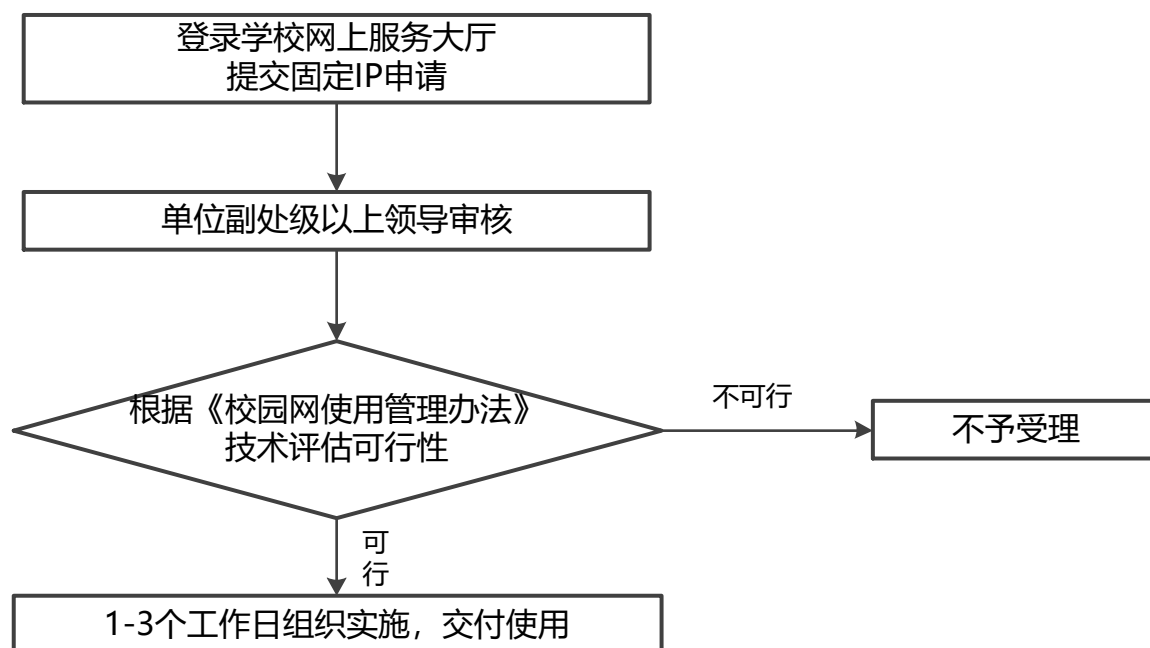 登录学校网上服务大厅
提交固定IP申请
单位副处级以上领导审核
根据《校园网使用管理办法》
技术评估可行性
不可行
不予受理
可
行
1-3个工作日组织实施，交付使用